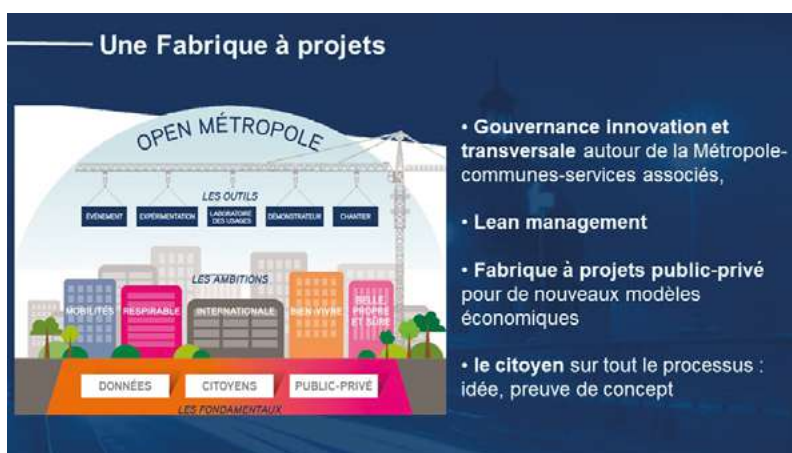 Une Fabrique à projets
OPEN MÉTROPOLE
LES OUTILS
ÉVÉNEMENT
EXPÉRIMENTATION
LABORATOIRE
DES USAGES
DÉMONSTRATEUR
CHANTIER
LES AMBITIONS
MOBILITÉS
RESPIRABLE
INTERNATIONALE
BIEN-VIVRE
BELLE,
PROPRE
ET SÛRE
DONNÉES
CITOYENS
PUBLIC-PRIVÉ
LES FONDAMENTAUX
• Gouvernance innovation et
transversale autour de la Métropole-
communes-services associés,
• Lean management
• Fabrique à projets public-privé
pour de nouveaux modèles
économiques
• le citoyen sur tout le processus :
idée, preuve de concept